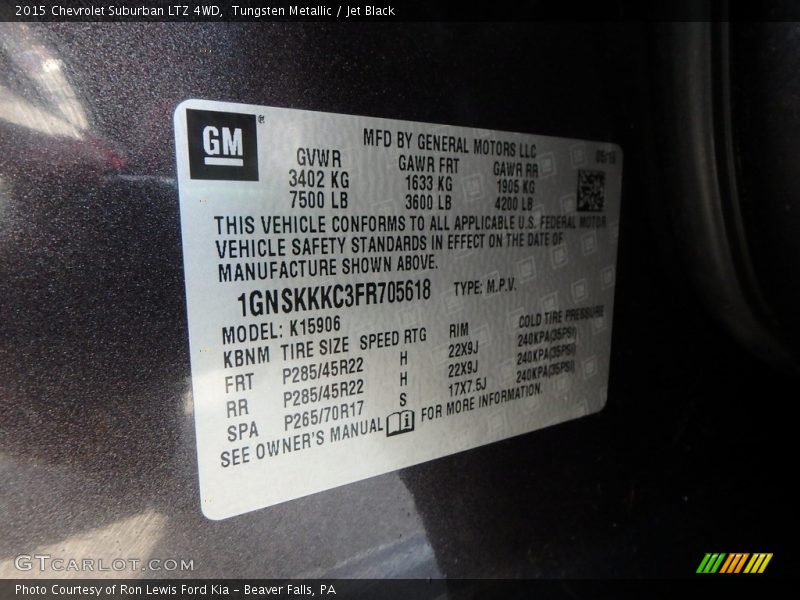 2015 Chevrolet Suburban LTZ 4WD, Tungsten Metallic / Jet Black
GM ®
MFD BY GENERAL MOTORS LLC
GVWR GAWR FRT GAWR RR
3402 KG 1633 KG 1905 KG
7500 LB 3600 LB 4200 LB
THIS VEHICLE CONFORMS TO ALL APPLICABLE U.S. FEDERAL MOTOR
VEHICLE SAFETY STANDARDS IN EFFECT ON THE DATE OF
MANUFACTURE SHOWN ABOVE.
1GNSKKKC3FR705618 TYPE: M.P.V.
MODEL: K15906
KBNM TIRE SIZE SPEED RTG RIM COLD TIRE PRESSURE
FRT P285/45R22 H 22X9J 240KPA(35PSI)
RR P285/45R22 H 22X9J 240KPA(35PSI)
SPA P265/70R17 S 17X7.5J 240KPA(35PSI)
SEE OWNER'S MANUAL FOR MORE INFORMATION.
GTCARLOT.COM
Photo Courtesy of Ron Lewis Ford Kia - Beaver Falls, PA